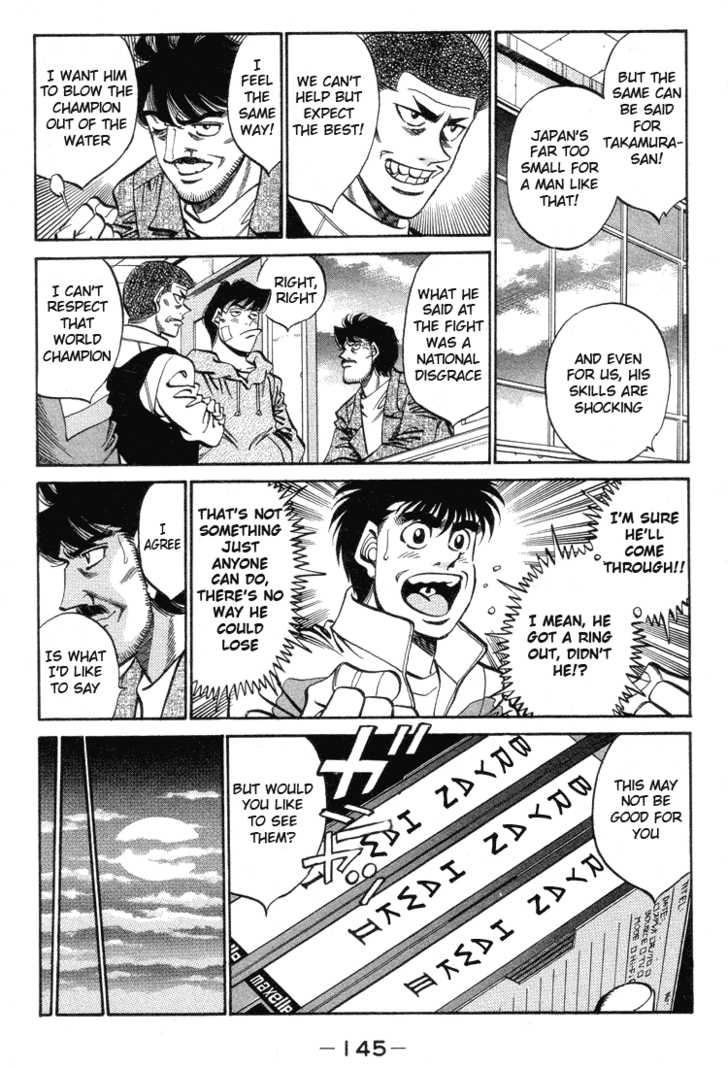 BUT THE
SAME CAN
BE SAID
FOR
TAKAMURA-
SAN!
JAPAN'S
FAR TOO
SMALL FOR
A MAN LIKE
THAT!
AND EVEN
FOR US, HIS
SKILLS ARE
SHOCKING
WE CAN'T
HELP BUT
EXPECT
THE BEST!
I
FEEL
THE
SAME
WAY!
I WANT HIM
TO BLOW THE
CHAMPION
OUT OF THE
WATER
WHAT HE
SAID AT
THE FIGHT
WAS A
NATIONAL
DISGRACE
RIGHT,
RIGHT
I CAN'T
RESPECT
THAT
WORLD
CHAMPION
I'M SURE
HE'LL
COME
THROUGH!!
I MEAN, HE
GOT A RING
OUT, DIDN'T
HE!?
THAT'S NOT
SOMETHING
JUST
ANYONE
CAN DO,
THERE'S NO
WAY HE
COULD
LOSE
I
AGREE
IS WHAT
I'D LIKE
TO SAY
THIS MAY
NOT BE
GOOD FOR
YOU
BUT WOULD
YOU LIKE
TO SEE
THEM?
maxell
-145-